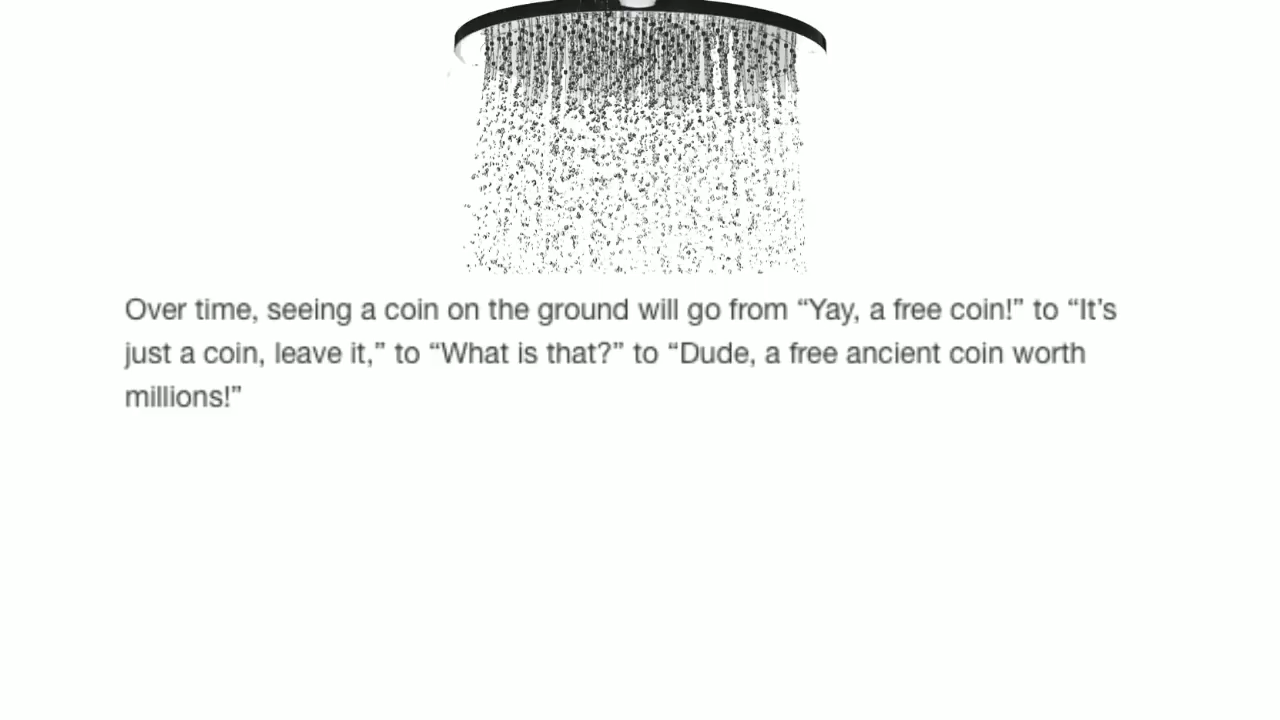 Over time, seeing a coin on the ground will go from “Yay, a free coin!” to “It's
just a coin, leave it,” to “What is that?” to “Dude, a free ancient coin worth
millions!”